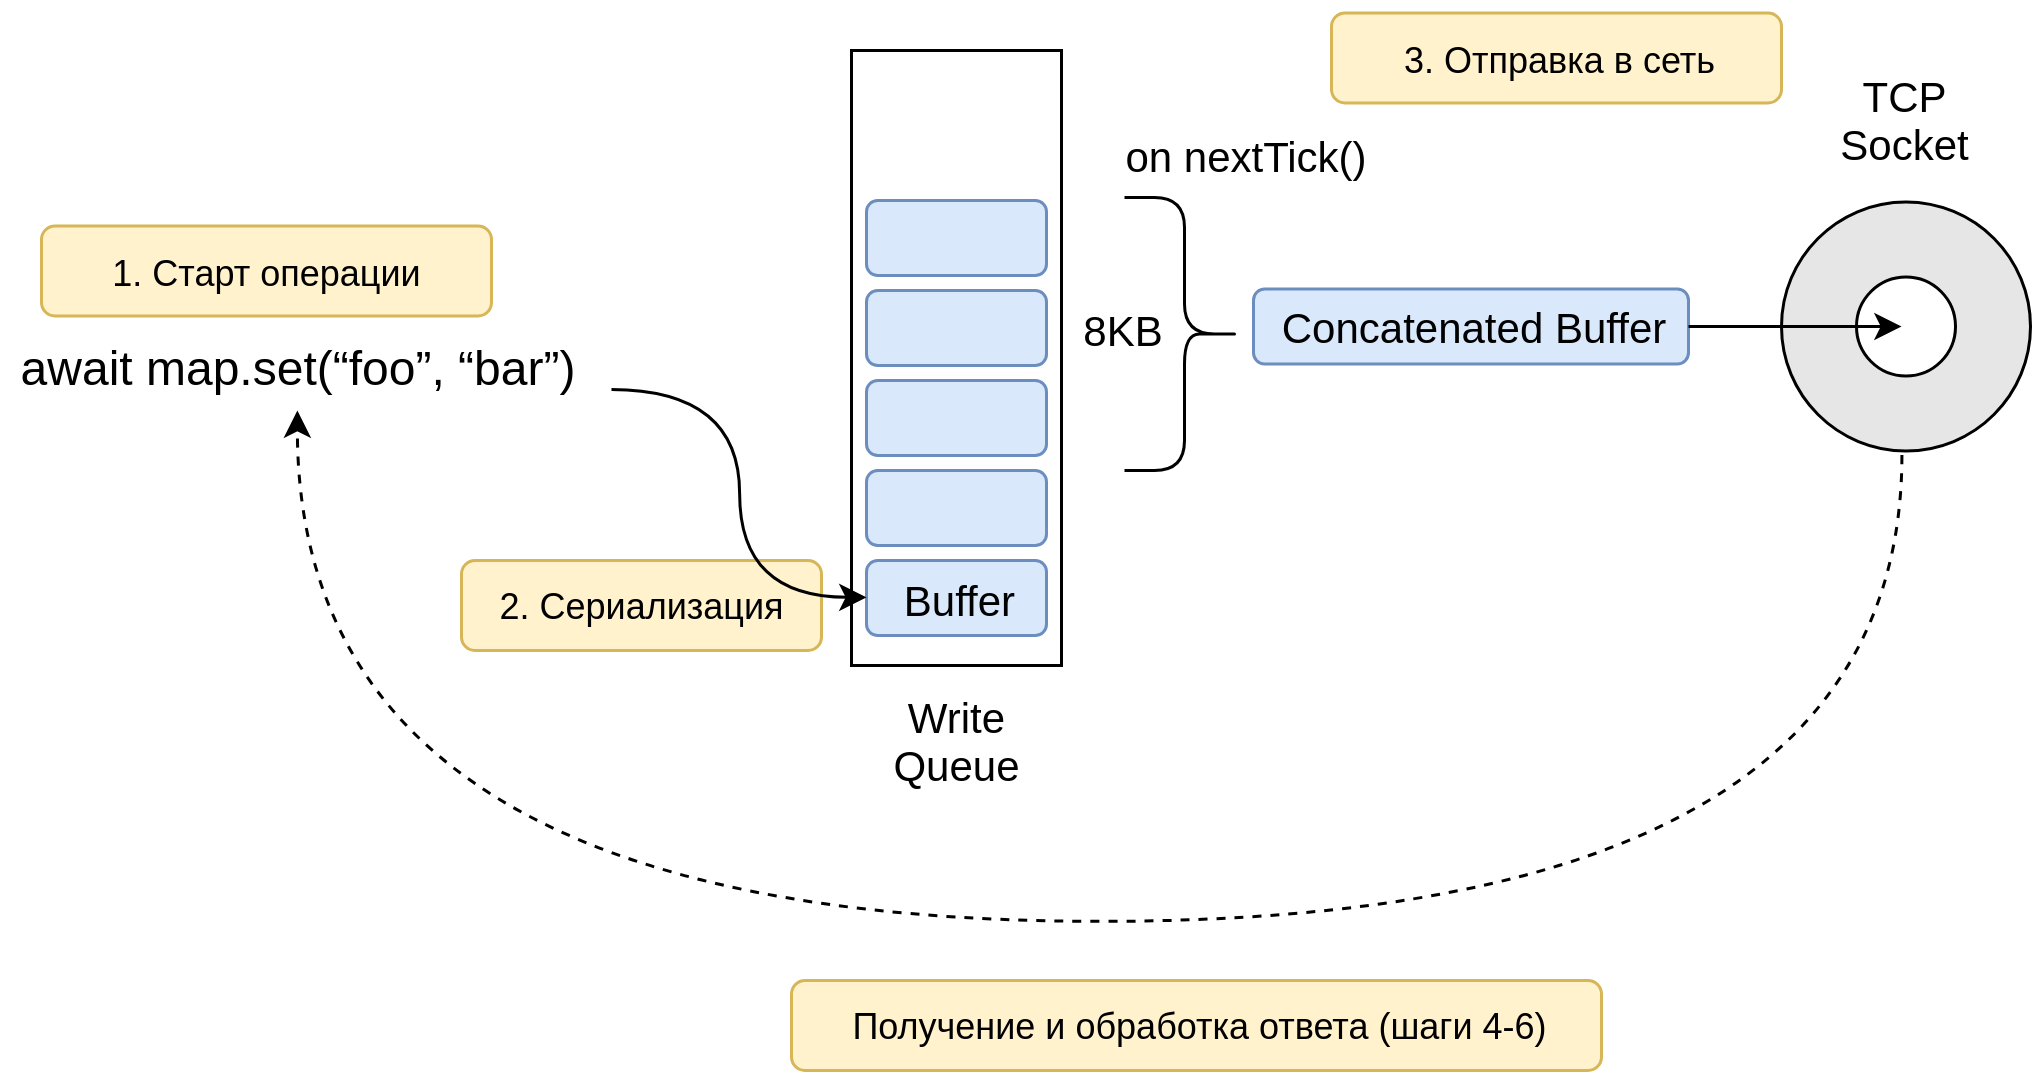 3. Отправка в сеть
TCP
Socket
on nextTick()
1. Старт операции
8KB
Concatenated Buffer
await map.set(“foo”, “bar”)
2. Сериализация
Buffer
Write
Queue
Получение и обработка ответа (шаги 4-6)